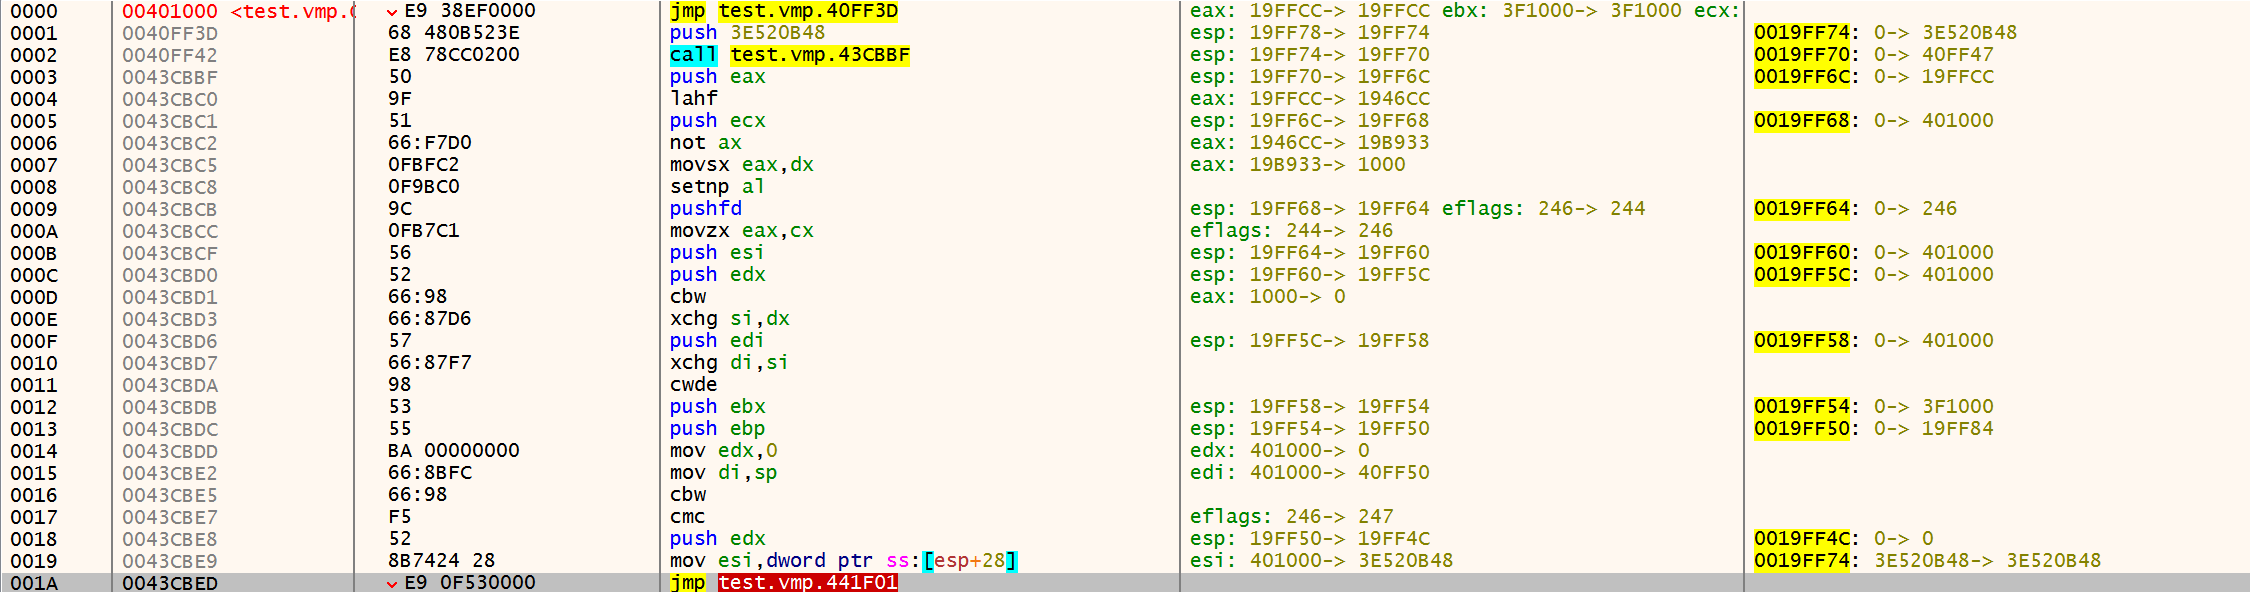 0000 00401000 <test.vmp. E9 38EF0000 jmp test.vmp.40FF3D eax: 19FFCC-> 19FFCC ebx: 3F1000-> 3F1000 ecx:
0001 0040FF3D 68 480B523E push 3E520B48 esp: 19FF78-> 19FF74 0019FF74: 0-> 3E520B48
0002 0040FF42 E8 78CC0200 call test.vmp.43CBBF esp: 19FF74-> 19FF70 0019FF70: 0-> 40FF47
0003 0043CBBF 50 push eax esp: 19FF70-> 19FF6C 0019FF6C: 0-> 19FFCC
0004 0043CBC0 9F lahf eax: 19FFCC-> 1946CC
0005 0043CBC1 51 push ecx esp: 19FF6C-> 19FF68 0019FF68: 0-> 401000
0006 0043CBC2 66:F7D0 not ax eax: 1946CC-> 19B933
0007 0043CBC5 0FBFC2 movsx eax,dx eax: 19B933-> 1000
0008 0043CBC8 0F9BC0 setnp al
0009 0043CBCB 9C pushfd esp: 19FF68-> 19FF64 eflags: 246-> 244 0019FF64: 0-> 246
000A 0043CBCC 0FB7C1 movzx eax,cx eflags: 244-> 246
000B 0043CBCF 56 push esi esp: 19FF64-> 19FF60 0019FF60: 0-> 401000
000C 0043CBD0 52 push edx esp: 19FF60-> 19FF5C 0019FF5C: 0-> 401000
000D 0043CBD1 66:98 cbw eax: 1000-> 0
000E 0043CBD3 66:87D6 xchg si,dx
000F 0043CBD6 57 push edi esp: 19FF5C-> 19FF58 0019FF58: 0-> 401000
0010 0043CBD7 66:87F7 xchg di,si
0011 0043CBDA 98 cwde
0012 0043CBDB 53 push ebx esp: 19FF58-> 19FF54 0019FF54: 0-> 3F1000
0013 0043CBDC 55 push ebp esp: 19FF54-> 19FF50 0019FF50: 0-> 19FF84
0014 0043CBDD BA 00000000 mov edx,0 edx: 401000-> 0
0015 0043CBE2 66:8BFC mov di,sp edi: 401000-> 40FF50
0016 0043CBE5 66:98 cbw
0017 0043CBE7 F5 cmc eflags: 246-> 247
0018 0043CBE8 52 push edx esp: 19FF50-> 19FF4C 0019FF4C: 0-> 0
0019 0043CBE9 8B7424 28 mov esi,dword ptr ss:[esp+28] esi: 401000-> 3E520B48 0019FF74: 3E520B48-> 3E520B48
001A 0043CBED E9 0F530000 jmp test.vmp.441F01